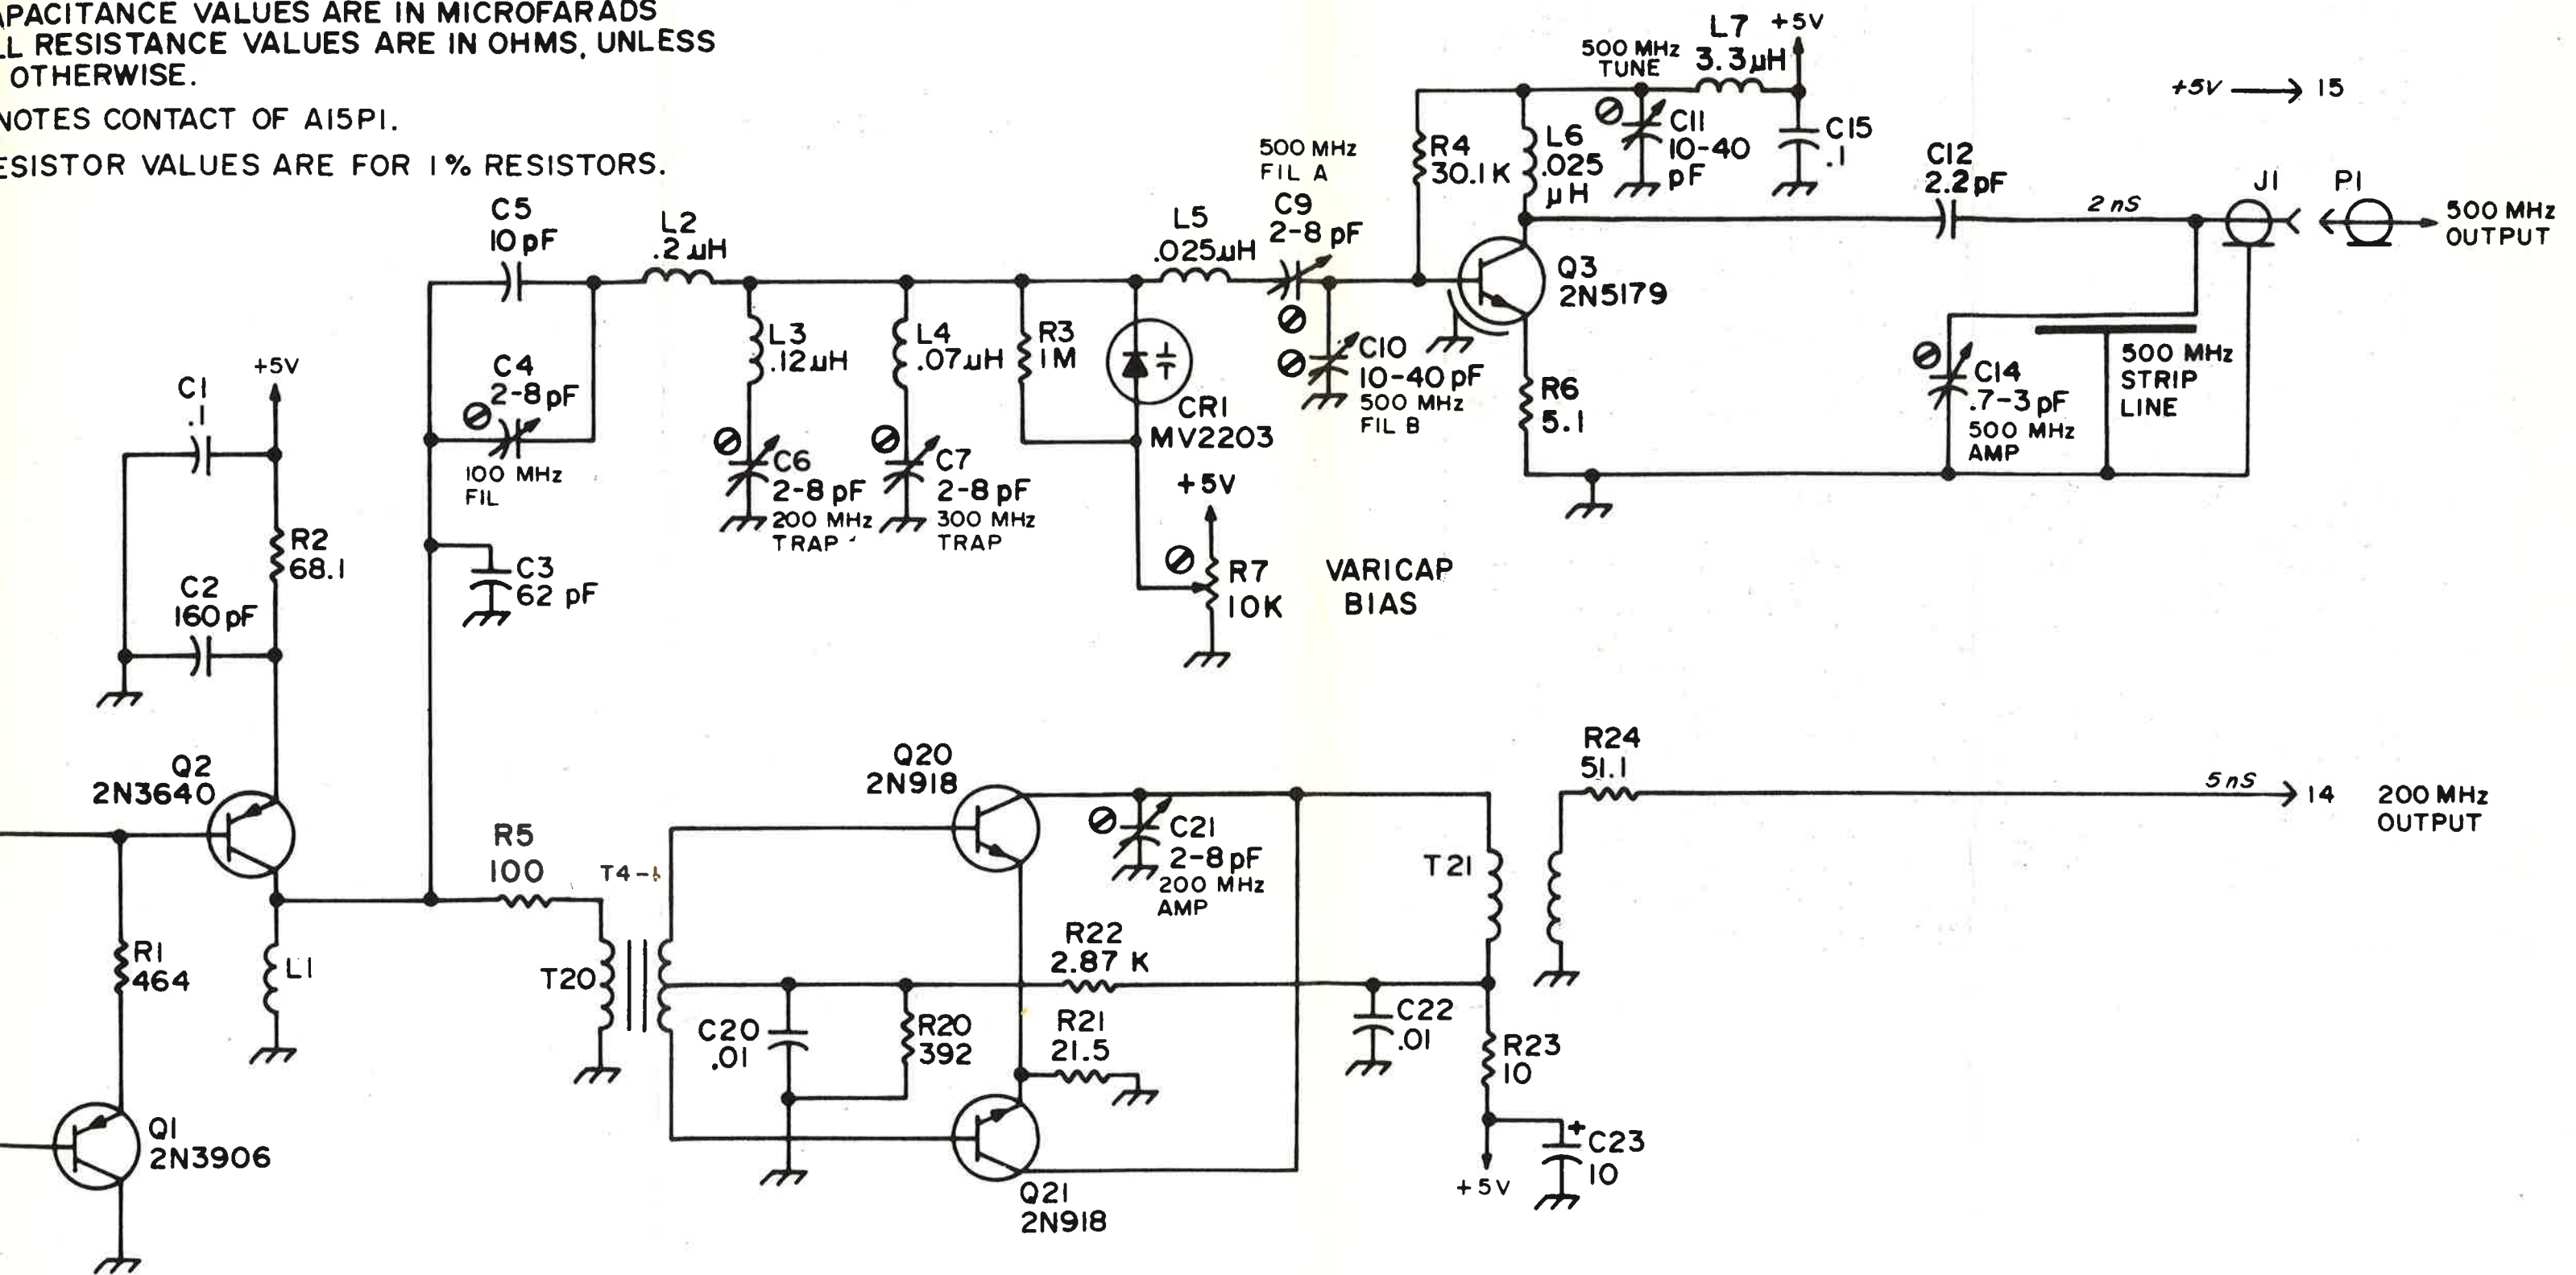 APACITANCE VALUES ARE IN MICROFARADS
LL RESISTANCE VALUES ARE IN OHMS, UNLESS
OTHERWISE.
NOTES CONTACT OF A15P1.
ESISTOR VALUES ARE FOR 1% RESISTORS.
L7
3.3µH
+5V
500 MHz
TUNE
C11
10-40
pF
C15
.1
+5V
15
R4
30.1K
L6
.025
µH
500 MHz
FIL A
C9
2-8 pF
C12
2.2pF
2 nS
J1
P1
500 MHz
OUTPUT
C5
10pF
L2
.2µH
L5
.025µH
Q3
2N5179
C4
2-8pF
100 MHz
FIL
L3
.12µH
L4
.07µH
R3
1M
CR1
MV2203
C10
10-40pF
500 MHz
FIL B
R6
5.1
C14
.7-3pF
500 MHz
AMP
500 MHz
STRIP
LINE
C1
.1
+5V
C6
2-8 pF
200 MHz
TRAP
C7
2-8 pF
300 MHz
TRAP
+5V
R7
10K
VARICAP
BIAS
R2
68.1
C2
160pF
C3
62 pF
Q2
2N3640
R5
100
T4-
T20
Q20
2N918
C21
2-8pF
200 MHz
AMP
T21
R24
51.1
5nS
14
200 MHz
OUTPUT
R1
464
L1
C20
.01
R20
392
R22
2.87 K
R21
21.5
C22
.01
R23
10
+5V
+
C23
10
Q1
2N3906
Q21
2N918